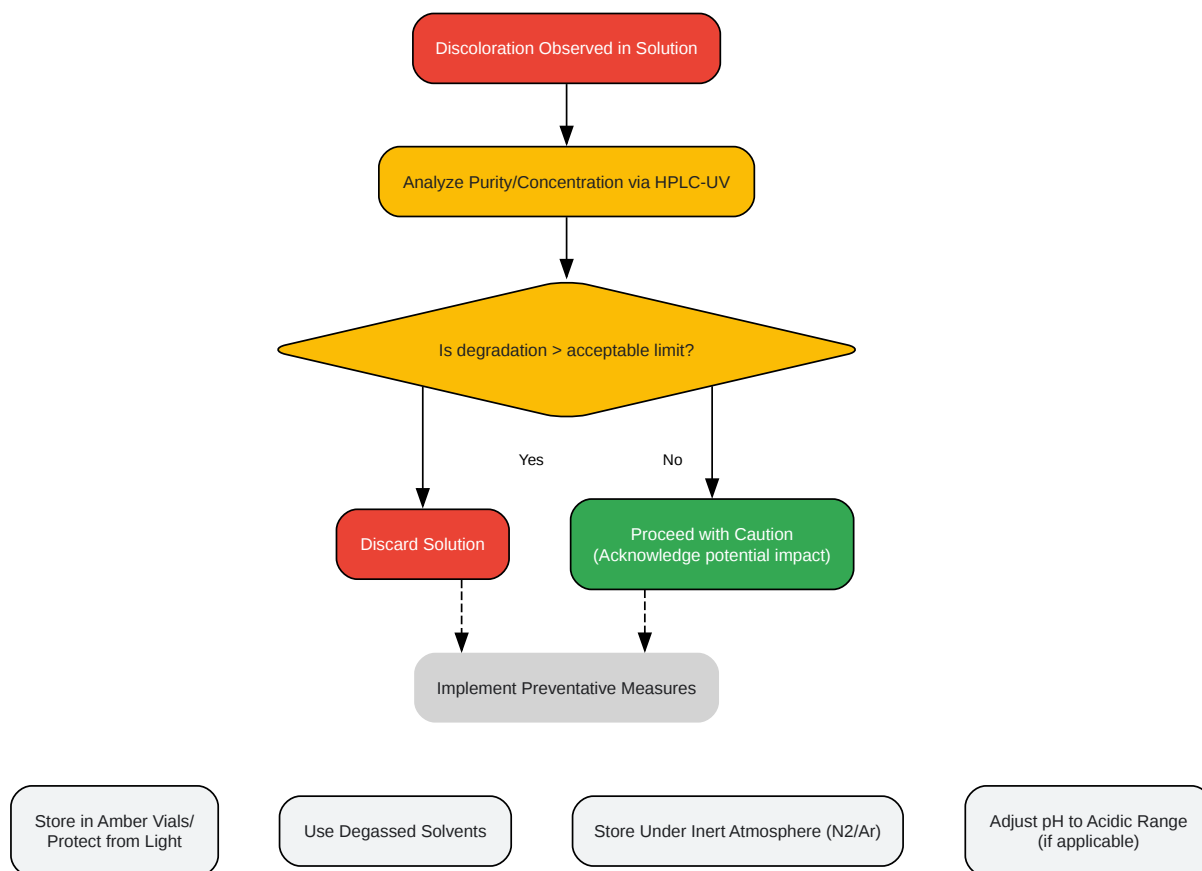 Discoloration Observed in Solution
Analyze Purity/Concentration via HPLC-UV
Is degradation > acceptable limit?
Yes
No
Discard Solution
Proceed with Caution
(Acknowledge potential impact)
Implement Preventative Measures
Store in Amber Vials/
Protect from Light
Use Degassed Solvents
Store Under Inert Atmosphere (N2/Ar)
Adjust pH to Acidic Range
(if applicable)